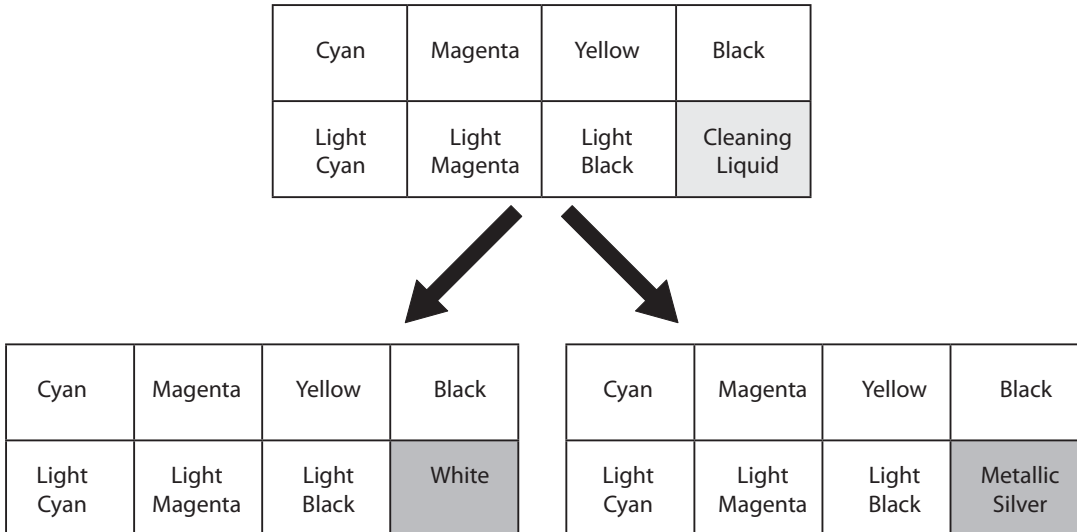 Cyan Magenta Yellow Black
Light Light Light Cleaning
Cyan Magenta Black Liquid
Cyan Magenta Yellow Black
Light Light Light White
Cyan Magenta Black
Cyan Magenta Yellow Black
Light Light Light Metallic
Cyan Magenta Black Silver